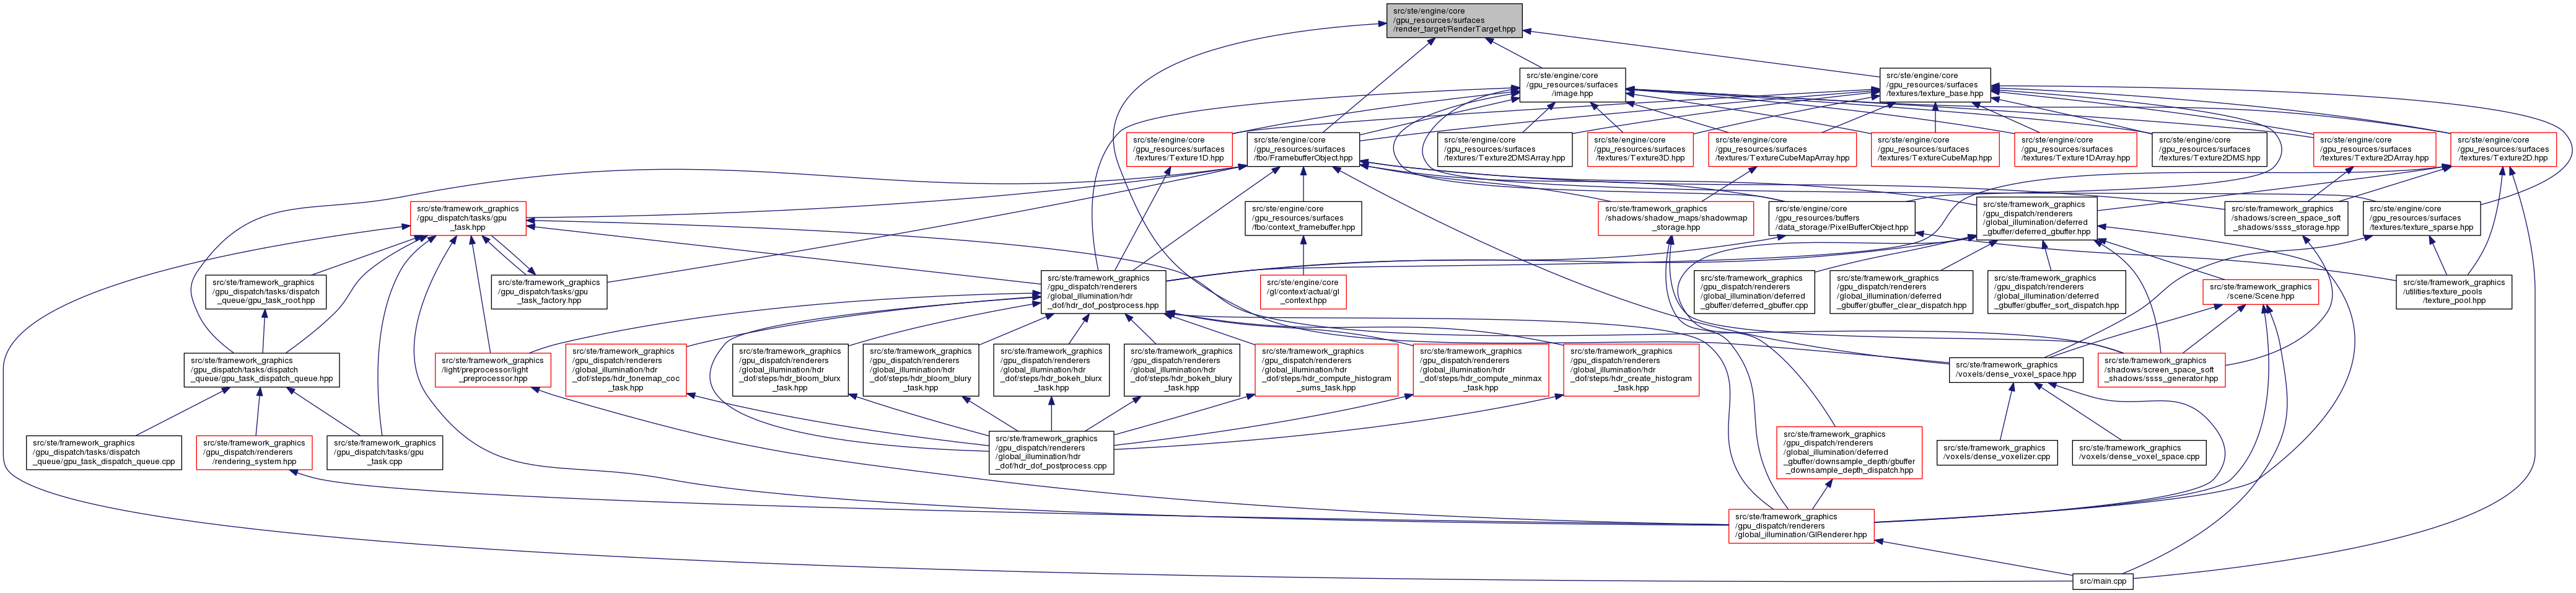 src/ste/engine/core
/gpu_resources/surfaces
/render_target/RenderTarget.hpp
src/ste/engine/core
/gpu_resources/surfaces
/image.hpp
src/ste/engine/core
/gpu_resources/surfaces
/textures/texture_base.hpp
src/ste/engine/core
/gpu_resources/surfaces
/textures/Texture1D.hpp
src/ste/engine/core
/gpu_resources/surfaces
/fbo/FramebufferObject.hpp
src/ste/engine/core
/gpu_resources/surfaces
/textures/Texture2DMSArray.hpp
src/ste/engine/core
/gpu_resources/surfaces
/textures/Texture3D.hpp
src/ste/engine/core
/gpu_resources/surfaces
/textures/TextureCubeMapArray.hpp
src/ste/engine/core
/gpu_resources/surfaces
/textures/TextureCubeMap.hpp
src/ste/engine/core
/gpu_resources/surfaces
/textures/Texture1DArray.hpp
src/ste/engine/core
/gpu_resources/surfaces
/textures/Texture2DMS.hpp
src/ste/engine/core
/gpu_resources/surfaces
/textures/Texture2DArray.hpp
src/ste/engine/core
/gpu_resources/surfaces
/textures/Texture2D.hpp
src/ste/framework_graphics
/gpu_dispatch/tasks/gpu
_task.hpp
src/ste/engine/core
/gpu_resources/surfaces
/fbo/context_framebuffer.hpp
src/ste/framework_graphics
/shadows/shadow_maps/shadowmap
_storage.hpp
src/ste/engine/core
/gpu_resources/buffers
/data_storage/PixelBufferObject.hpp
src/ste/framework_graphics
/gpu_dispatch/renderers
/global_illumination/deferred
_gbuffer/deferred_gbuffer.hpp
src/ste/framework_graphics
/shadows/screen_space_soft
_shadows/ssss_storage.hpp
src/ste/engine/core
/gpu_resources/surfaces
/textures/texture_sparse.hpp
src/ste/framework_graphics
/gpu_dispatch/tasks/dispatch
_queue/gpu_task_root.hpp
src/ste/framework_graphics
/gpu_dispatch/tasks/gpu
_task_factory.hpp
src/ste/framework_graphics
/gpu_dispatch/renderers
/global_illumination/hdr
_dof/hdr_dof_postprocess.hpp
src/ste/engine/core
/gl/context/actual/gl
_context.hpp
src/ste/framework_graphics
/gpu_dispatch/renderers
/global_illumination/deferred
_gbuffer/deferred_gbuffer.cpp
src/ste/framework_graphics
/gpu_dispatch/renderers
/global_illumination/deferred
_gbuffer/gbuffer_clear_dispatch.hpp
src/ste/framework_graphics
/gpu_dispatch/renderers
/global_illumination/deferred
_gbuffer/gbuffer_sort_dispatch.hpp
src/ste/framework_graphics
/scene/Scene.hpp
src/ste/framework_graphics
/utilities/texture_pools
/texture_pool.hpp
src/ste/framework_graphics
/gpu_dispatch/tasks/dispatch
_queue/gpu_task_dispatch_queue.hpp
src/ste/framework_graphics
/light/preprocessor/light
_preprocessor.hpp
src/ste/framework_graphics
/gpu_dispatch/renderers
/global_illumination/hdr
_dof/steps/hdr_tonemap_coc
_task.hpp
src/ste/framework_graphics
/gpu_dispatch/renderers
/global_illumination/hdr
_dof/steps/hdr_bloom_blurx
_task.hpp
src/ste/framework_graphics
/gpu_dispatch/renderers
/global_illumination/hdr
_dof/steps/hdr_bloom_blury
_task.hpp
src/ste/framework_graphics
/gpu_dispatch/renderers
/global_illumination/hdr
_dof/steps/hdr_bokeh_blurx
_task.hpp
src/ste/framework_graphics
/gpu_dispatch/renderers
/global_illumination/hdr
_dof/steps/hdr_bokeh_blury
_task.hpp
src/ste/framework_graphics
/gpu_dispatch/renderers
/global_illumination/hdr
_dof/steps/hdr_compute_histogram
_sums_task.hpp
src/ste/framework_graphics
/gpu_dispatch/renderers
/global_illumination/hdr
_dof/steps/hdr_compute_minmax
_task.hpp
src/ste/framework_graphics
/gpu_dispatch/renderers
/global_illumination/hdr
_dof/steps/hdr_create_histogram
_task.hpp
src/ste/framework_graphics
/voxels/dense_voxel_space.hpp
src/ste/framework_graphics
/shadows/screen_space_soft
_shadows/ssss_generator.hpp
src/ste/framework_graphics
/gpu_dispatch/tasks/dispatch
_queue/gpu_task_dispatch_queue.cpp
src/ste/framework_graphics
/gpu_dispatch/renderers
/rendering_system.hpp
src/ste/framework_graphics
/gpu_dispatch/tasks/gpu
_task.cpp
src/ste/framework_graphics
/gpu_dispatch/renderers
/global_illumination/hdr
_dof/hdr_dof_postprocess.cpp
src/ste/framework_graphics
/gpu_dispatch/renderers
/global_illumination/deferred
_gbuffer/downsample_depth/gbuffer
_downsample_depth_dispatch.hpp
src/ste/framework_graphics
/voxels/dense_voxelizer.cpp
src/ste/framework_graphics
/voxels/dense_voxel_space.cpp
src/ste/framework_graphics
/gpu_dispatch/renderers
/global_illumination/GIRenderer.hpp
src/main.cpp